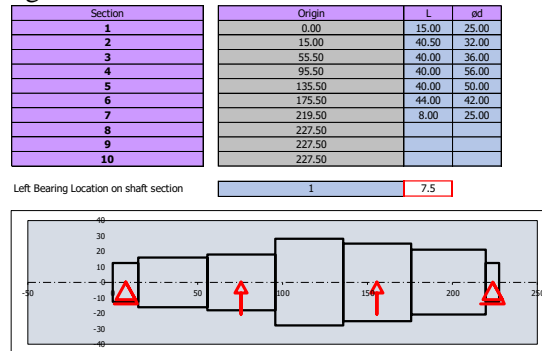 Section Origin L ød
1 0.00 15.00 25.00
2 15.00 40.50 32.00
3 55.50 40.00 36.00
4 95.50 40.00 56.00
5 135.50 40.00 50.00
6 175.50 44.00 42.00
7 219.50 8.00 25.00
8 227.50
9 227.50
10 227.50
Left Bearing Location on shaft section 1 7.5
40
30
20
10
0
-50 0 50 100 150 200 250
-10
-20
-30
-40